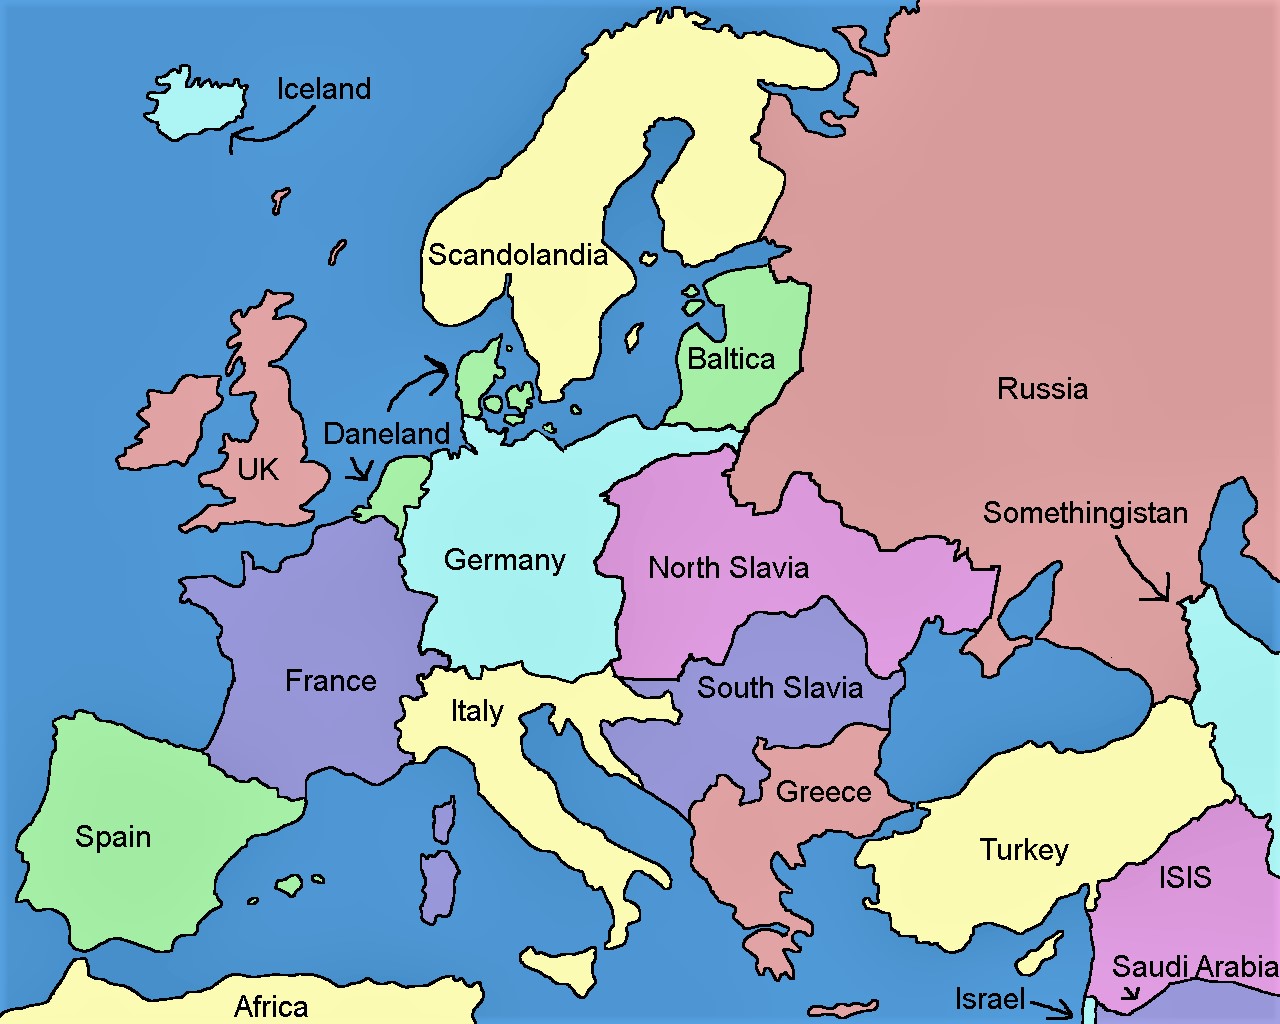 Iceland
Scandolandia
Baltica
Russia
Daneland
UK
Somethingistan
Germany
North Slavia
France
South Slavia
Italy
Greece
Spain
Turkey
ISIS
Saudi Arabia
Israel
Africa